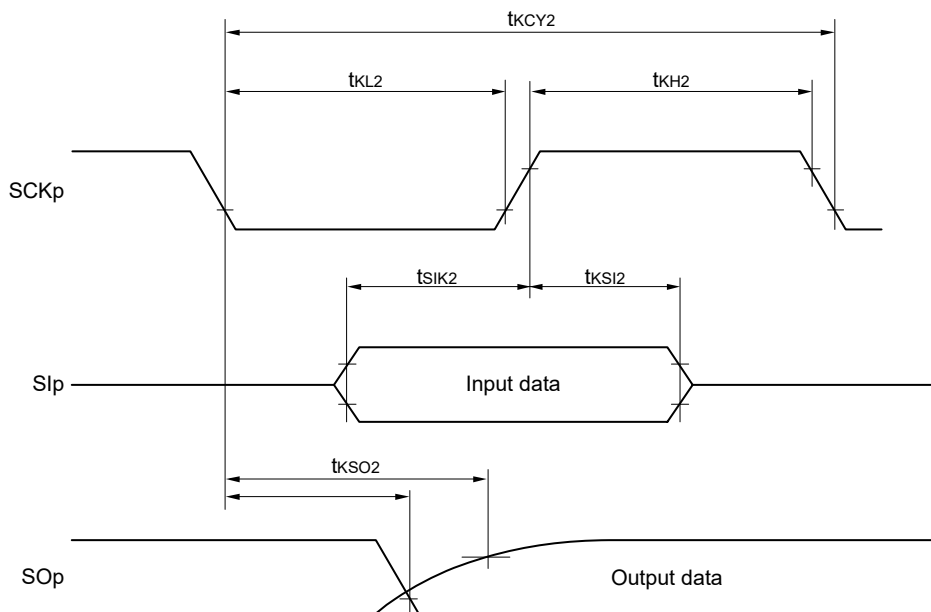 tKCY2
tKL2
tKH2
SCKp
tSIK2
tKSI2
SIp
Input data
tKSO2
SOp
Output data